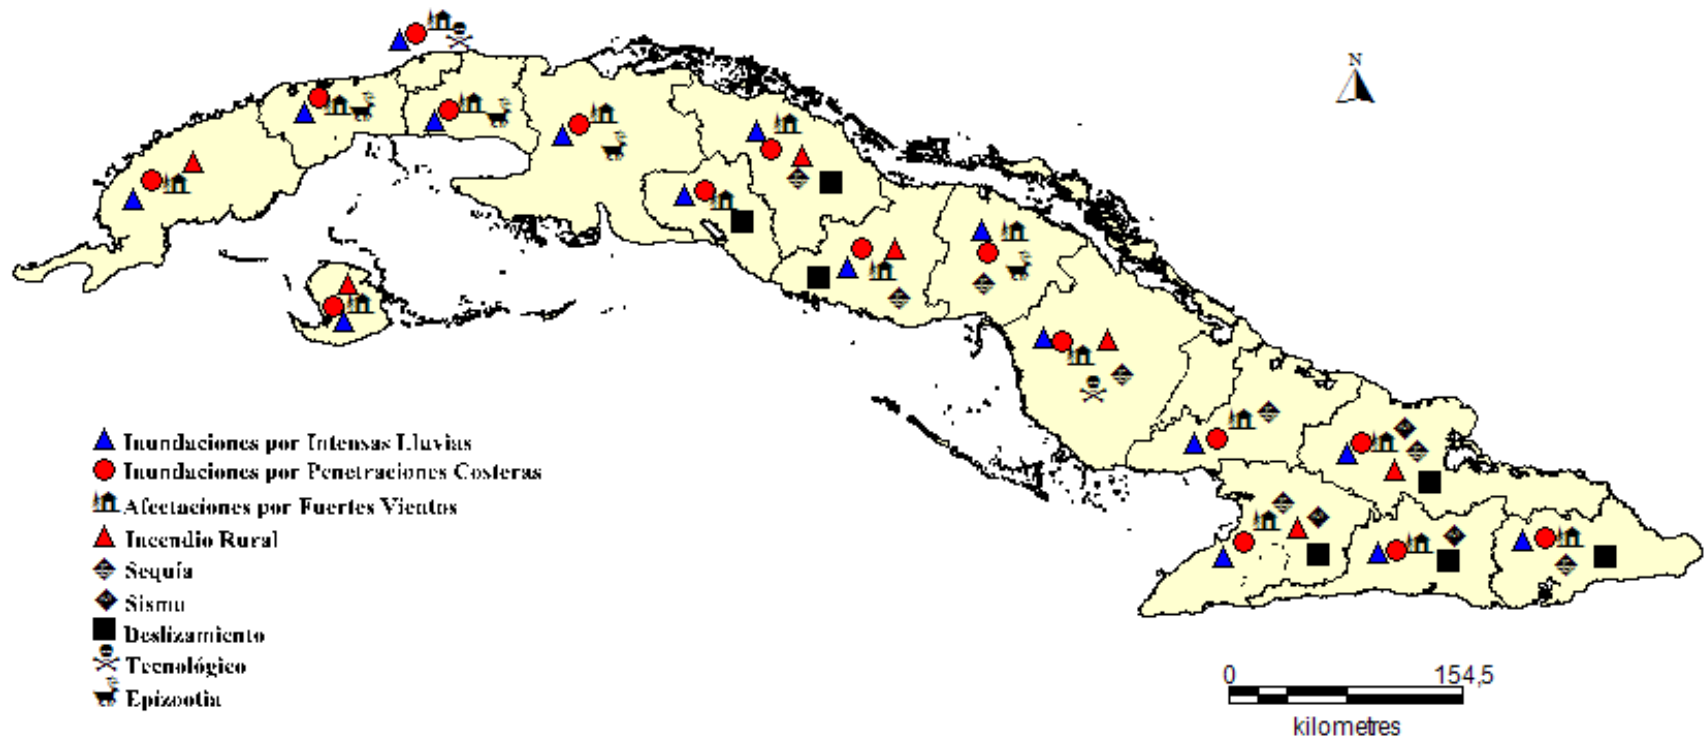 N
Inundaciones por Intensas Lluvias
Inundaciones por Penetraciones Costeras
Afectaciones por Fuertes Vientos
Incendio Rural
Sequía
Sismo
Deslizamiento
Tecnológico
Epizootia
0 154,5
kilometres